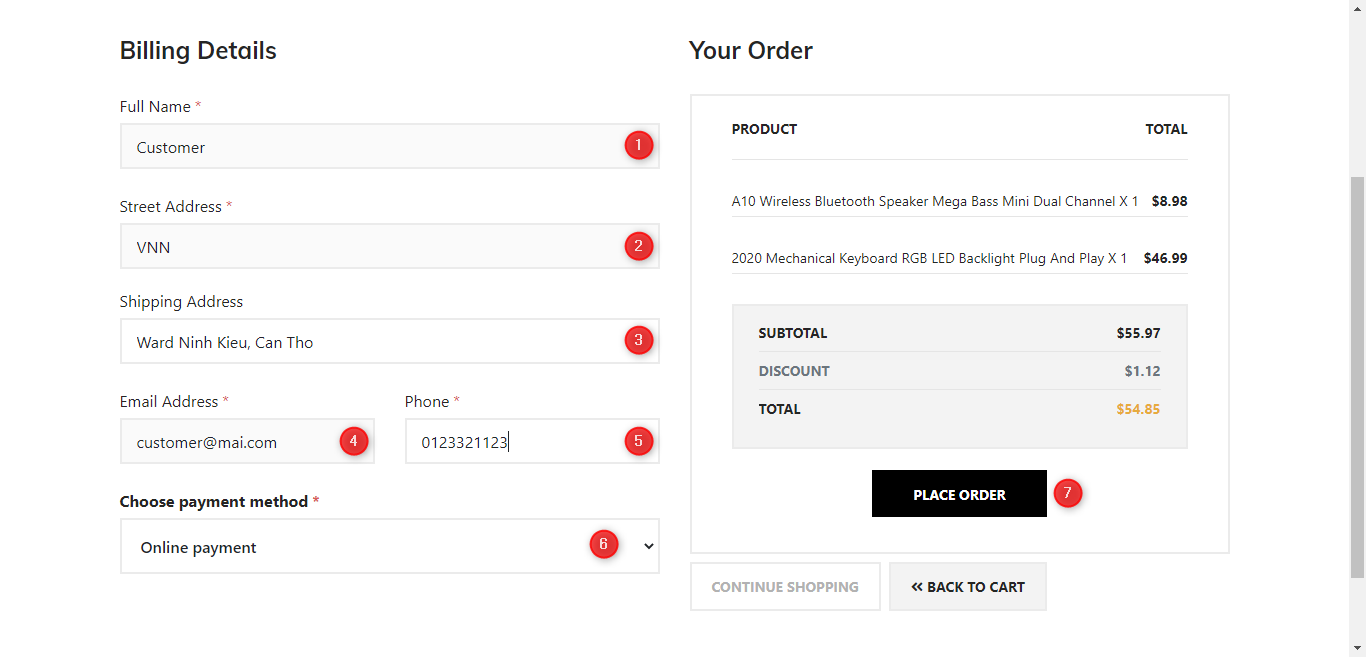 Billing Details
Full Name *
Customer
1
Street Address *
VNN
2
Shipping Address
Ward Ninh Kieu, Can Tho
3
Email Address *
customer@mai.com
4
Phone *
0123321123
5
Choose payment method *
Online payment
6
Your Order
PRODUCT TOTAL
A10 Wireless Bluetooth Speaker Mega Bass Mini Dual Channel X 1 $8.98
2020 Mechanical Keyboard RGB LED Backlight Plug And Play X 1 $46.99
SUBTOTAL $55.97
DISCOUNT $1.12
TOTAL $54.85
PLACE ORDER
7
CONTINUE SHOPPING
« BACK TO CART